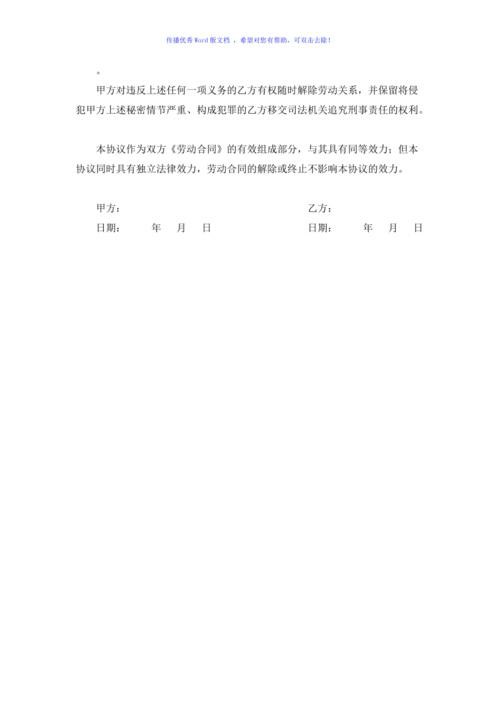 传播优秀Word版文档 ，希望对您有帮助，可双击去除！
。
甲方对违反上述任何一项义务的乙方有权随时解除劳动关系，并保留将侵
犯甲方上述秘密情节严重、构成犯罪的乙方移交司法机关追究刑事责任的权利。
本协议作为双方《劳动合同》的有效组成部分，与其具有同等效力；但本
协议同时具有独立法律效力，劳动合同的解除或终止不影响本协议的效力。
甲方： 乙方：
日期： 年 月 日 日期： 年 月 日